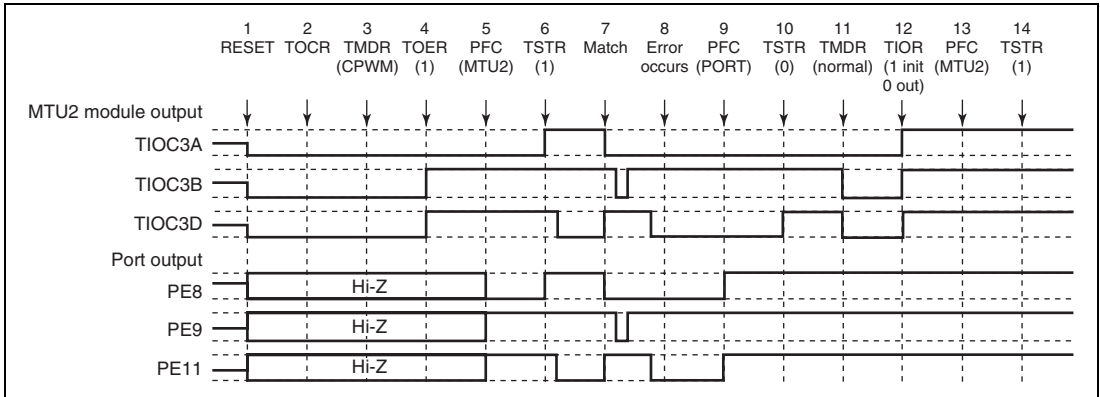 1 2 3 4 5 6 7 8 9 10 11 12 13 14
RESET TOCR TMDR TOER PFC TSTR Match Error PFC TSTR TMDR TIOR PFC TSTR
(CPWM) (1) (MTU2) (1) occurs (PORT) (0) (normal) (1 init (MTU2) (1)
0 out)
MTU2 module output
TIOC3A
TIOC3B
TIOC3D
Port output
PE8 Hi-Z
PE9 Hi-Z
PE11 Hi-Z